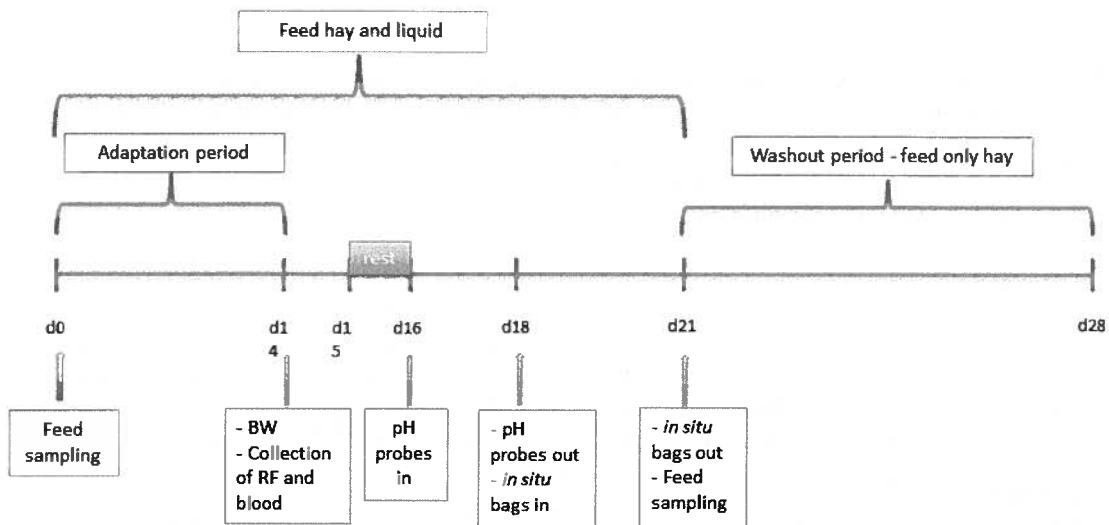 Feed hay and liquid
Adaptation period
Washout period - feed only hay
rest
d0
d1
4
d1
5
d16
d18
d21
d28
Feed
sampling
- BW
- Collection
of RF and
blood
pH
probes
in
- pH
probes out
- in situ
bags in
- in situ
bags out
- Feed
sampling